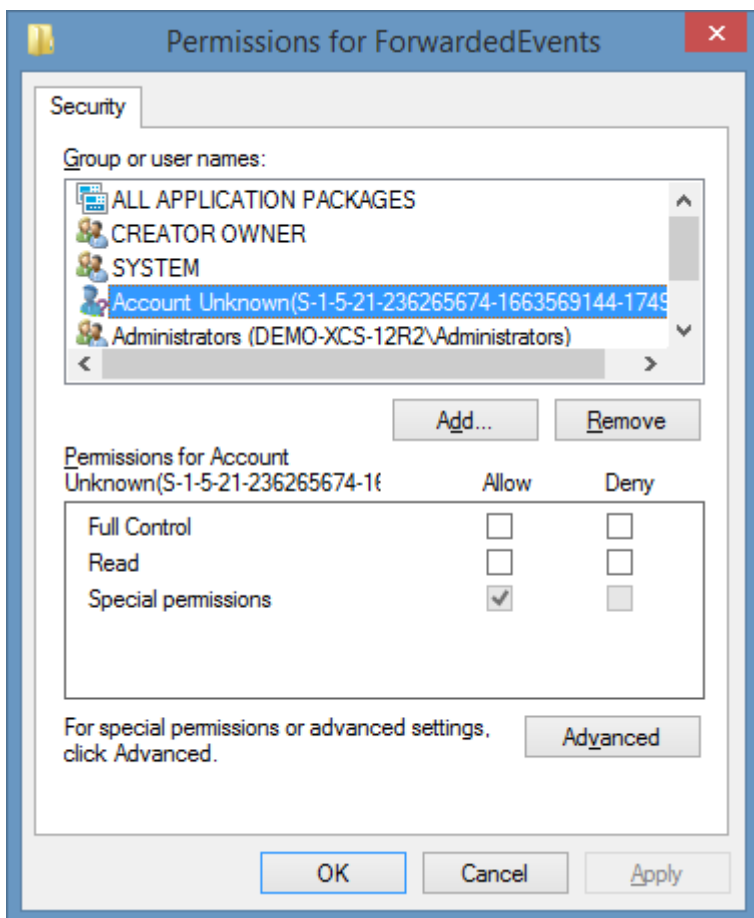 Permissions for ForwardedEvents
Security
Group or user names:
ALL APPLICATION PACKAGES
CREATOR OWNER
SYSTEM
Account Unknown(S-1-5-21-236265674-1663569144-1749
Administrators (DEMO-XCS-12R2\Administrators)
Add... Remove
Permissions for Account
Unknown(S-1-5-21-236265674-16 Allow Deny
Full Control
Read
Special permissions
For special permissions or advanced settings,
click Advanced.
Advanced
OK Cancel Apply